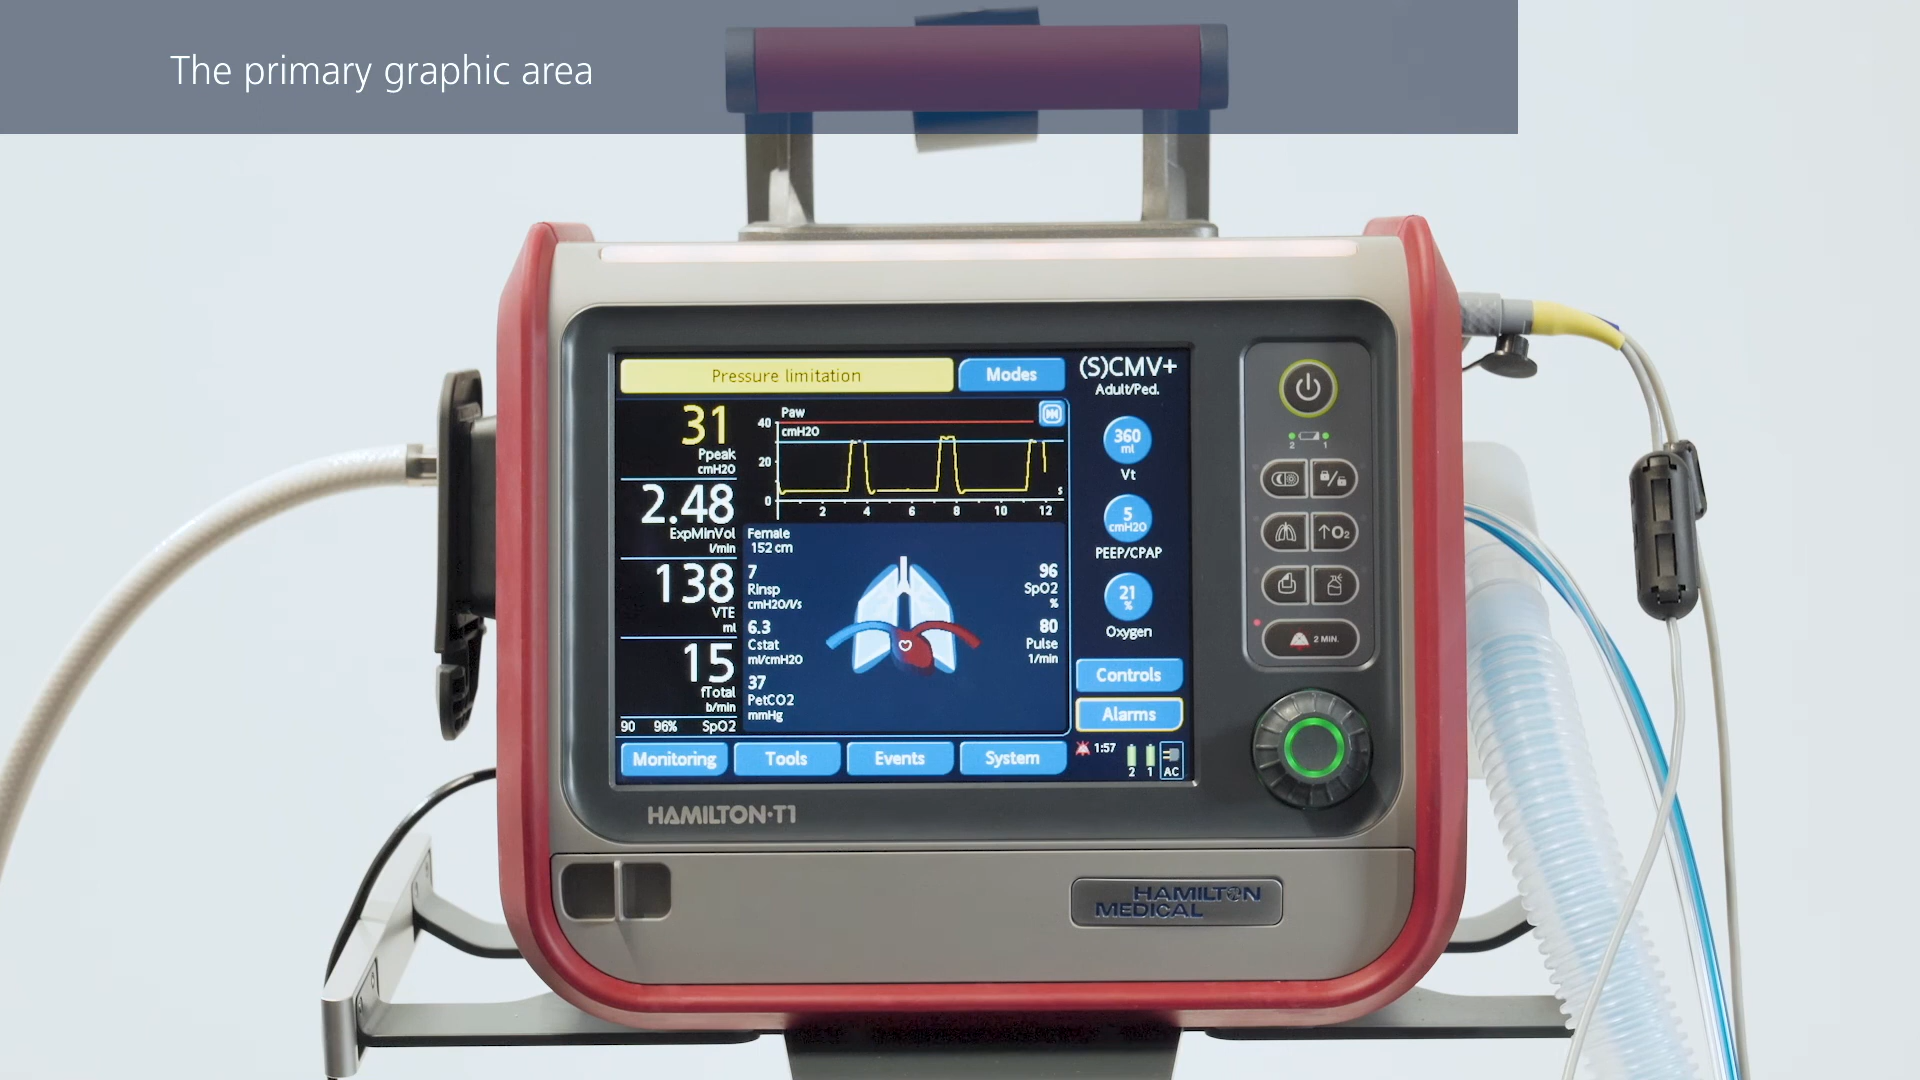 The primary graphic area
Pressure limitation
Modes
(S)CMV+
Adult/Ped.
31
Ppeak
cmH2O
2.48
ExpMinVol
l/min
138
VTE
ml
15
fTotal
b/min
90 96% SpO2
Paw
cmH2O
40
20
0
2 4 6 8 10 12
s
Female
152 cm
7
Rinsp
cmH2O/l/s
6.3
Cstat
ml/cmH2O
37
PetCO2
mmHg
96
SpO2
%
80
Pulse
1/min
360
ml
Vt
5
cmH2O
PEEP/CPAP
21
%
Oxygen
Controls
Alarms
Monitoring
Tools
Events
System
1:57
2 1 AC
2 1
O2
2 MIN.
HAMILTON·T1
HAMILTON
MEDICAL